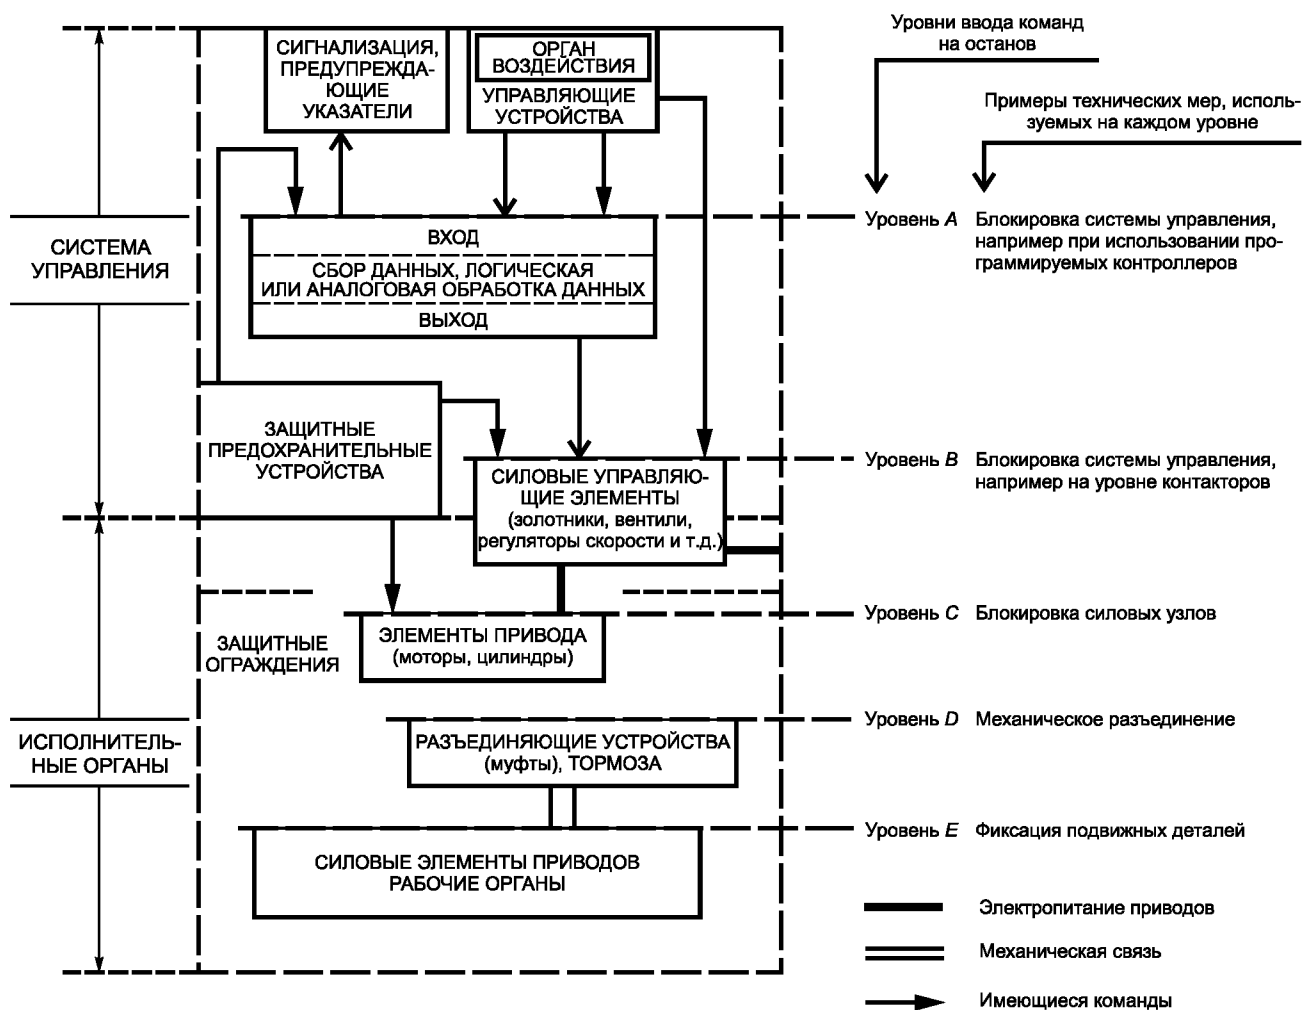 Уровни ввода команд
на останов
Примеры технических мер, исполь-
зуемых на каждом уровне
СИГНАЛИЗАЦИЯ,
ПРЕДУПРЕЖДА-
ЮЩИЕ
УКАЗАТЕЛИ
ОРГАН
ВОЗДЕЙСТВИЯ
УПРАВЛЯЮЩИЕ
УСТРОЙСТВА
СИСТЕМА
УПРАВЛЕНИЯ
ВХОД
СБОР ДАННЫХ, ЛОГИЧЕСКАЯ
ИЛИ АНАЛОГОВАЯ ОБРАБОТКА ДАННЫХ
ВЫХОД
Уровень A
Блокировка системы управления,
например при использовании про-
граммируемых контроллеров
ЗАЩИТНЫЕ
ПРЕДОХРАНИТЕЛЬНЫЕ
УСТРОЙСТВА
СИЛОВЫЕ УПРАВЛЯЮ-
ЩИЕ ЭЛЕМЕНТЫ
(золотники, вентили,
регуляторы скорости и т.д.)
Уровень B
Блокировка системы управления,
например на уровне контакторов
ЗАЩИТНЫЕ
ОГРАЖДЕНИЯ
ЭЛЕМЕНТЫ ПРИВОДА
(моторы, цилиндры)
Уровень C
Блокировка силовых узлов
ИСПОЛНИТЕЛЬ-
НЫЕ ОРГАНЫ
РАЗЪЕДИНЯЮЩИЕ УСТРОЙСТВА
(муфты), ТОРМОЗА
Уровень D
Механическое разъединение
СИЛОВЫЕ ЭЛЕМЕНТЫ ПРИВОДОВ
РАБОЧИЕ ОРГАНЫ
Уровень E
Фиксация подвижных деталей
Электропитание приводов
Механическая связь
Имеющиеся команды